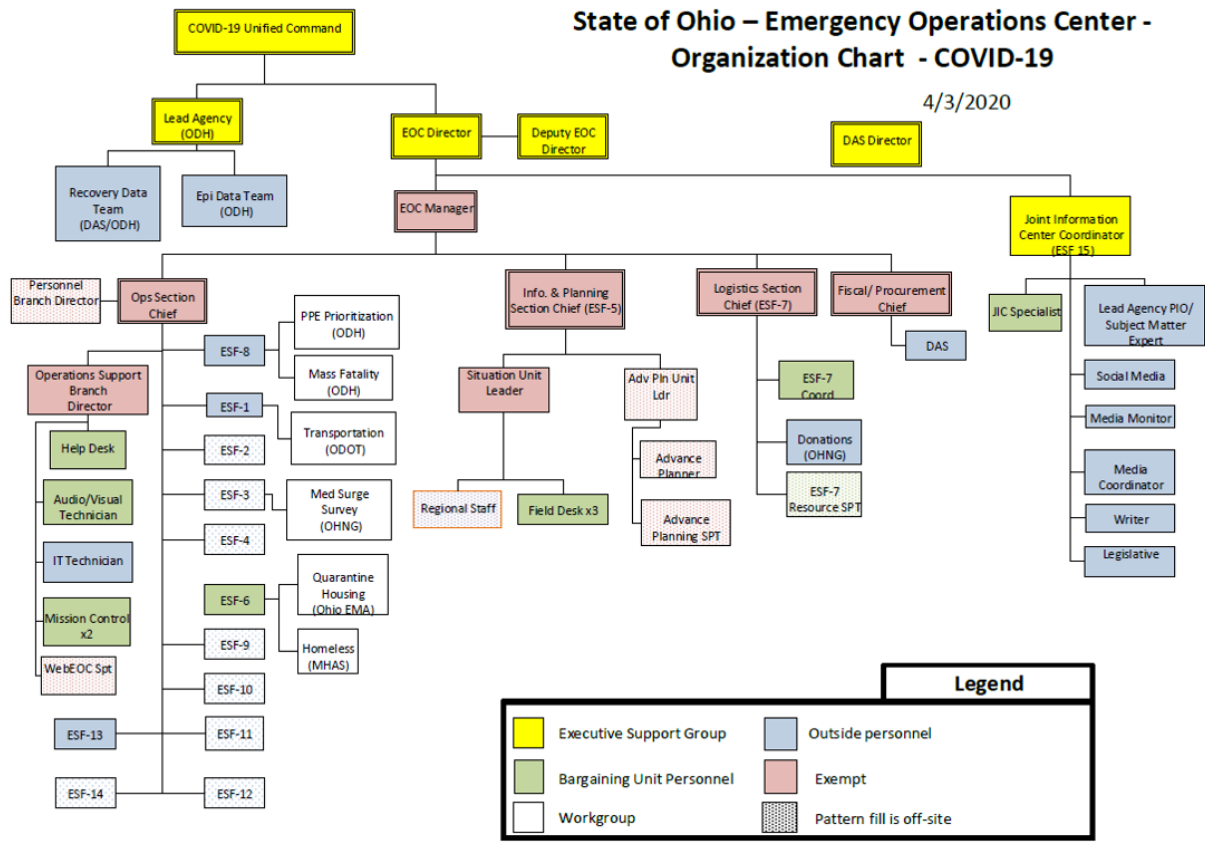 State of Ohio – Emergency Operations Center -
Organization Chart - COVID-19
4/3/2020
COVID-19 Unified Command
Lead Agency
(ODH)
EOC Director
Deputy EOC
Director
DAS Director
Recovery Data
Team
(DAS/ODH)
Epi Data Team
(ODH)
EOC Manager
Joint Information
Center Coordinator
(ESF 15)
Personnel
Branch Director
Ops Section
Chief
Info. & Planning
Section Chief (ESF-5)
Logistics Section
Chief (ESF-7)
Fiscal/ Procurement
Chief
JIC Specialist
Lead Agency PIO/
Subject Matter
Expert
PPE Prioritization
(ODH)
ESF-8
DAS
Operations Support
Branch
Director
Mass Fatality
(ODH)
Situation Unit
Leader
Adv Pln Unit
Ldr
ESF-7
Coord
Social Media
ESF-1
Transportation
(ODOT)
Media Monitor
Help Desk
ESF-2
Advance
Planner
Donations
(OHNG)
Media
Coordinator
Audio/Visual
Technician
ESF-3
Med Surge
Survey
(OHNG)
Regional Staff
Field Desk x3
Advance
Planning SPT
ESF-7
Resource SPT
Writer
ESF-4
IT Technician
Legislative
ESF-6
Quarantine
Housing
(Ohio EMA)
Mission Control
x2
ESF-9
Homeless
(MHAS)
WebEOC Spt
ESF-10
ESF-13
ESF-11
ESF-14
ESF-12
Legend
Executive Support Group
Outside personnel
Bargaining Unit Personnel
Exempt
Workgroup
Pattern fill is off-site